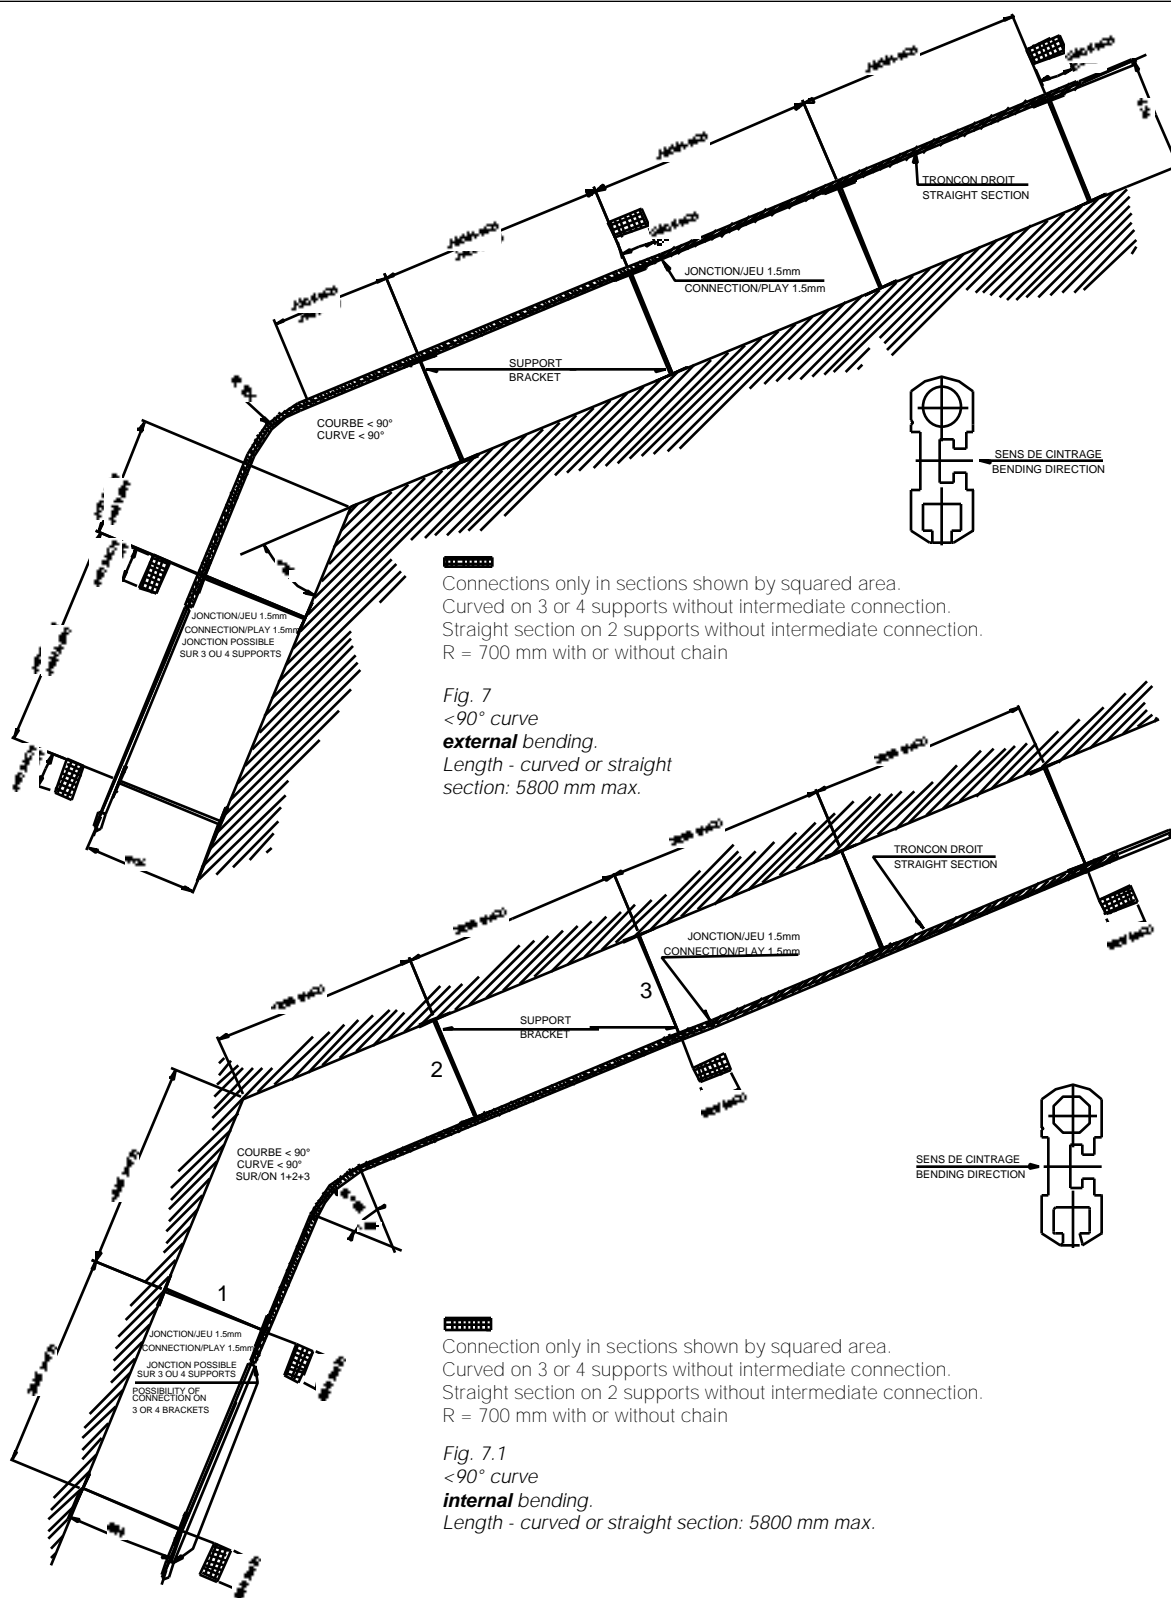 TRONCON DROIT
STRAIGHT SECTION
JONCTION/JEU 1.5mm
CONNECTION/PLAY 1.5mm
SUPPORT
BRACKET
COURBE < 90°
CURVE < 90°
SENS DE CINTRAGE
BENDING DIRECTION
JONCTION/JEU 1.5mm
CONNECTION/PLAY 1.5mm
JONCTION POSSIBLE
SUR 3 OU 4 SUPPORTS
Connections only in sections shown by squared area.
Curved on 3 or 4 supports without intermediate connection.
Straight section on 2 supports without intermediate connection.
R = 700 mm with or without chain
Fig. 7
<90° curve
external bending.
Length - curved or straight
section: 5800 mm max.
TRONCON DROIT
STRAIGHT SECTION
JONCTION/JEU 1.5mm
CONNECTION/PLAY 1.5mm
3
SUPPORT
BRACKET
2
COURBE < 90°
CURVE < 90°
SUR/ON 1+2+3
SENS DE CINTRAGE
BENDING DIRECTION
1
JONCTION/JEU 1.5mm
CONNECTION/PLAY 1.5mm
JONCTION POSSIBLE
SUR 3 OU 4 SUPPORTS
POSSIBILITY OF
CONNECTION ON
3 OR 4 BRACKETS
Connection only in sections shown by squared area.
Curved on 3 or 4 supports without intermediate connection.
Straight section on 2 supports without intermediate connection.
R = 700 mm with or without chain
Fig. 7.1
<90° curve
internal bending.
Length - curved or straight section: 5800 mm max.